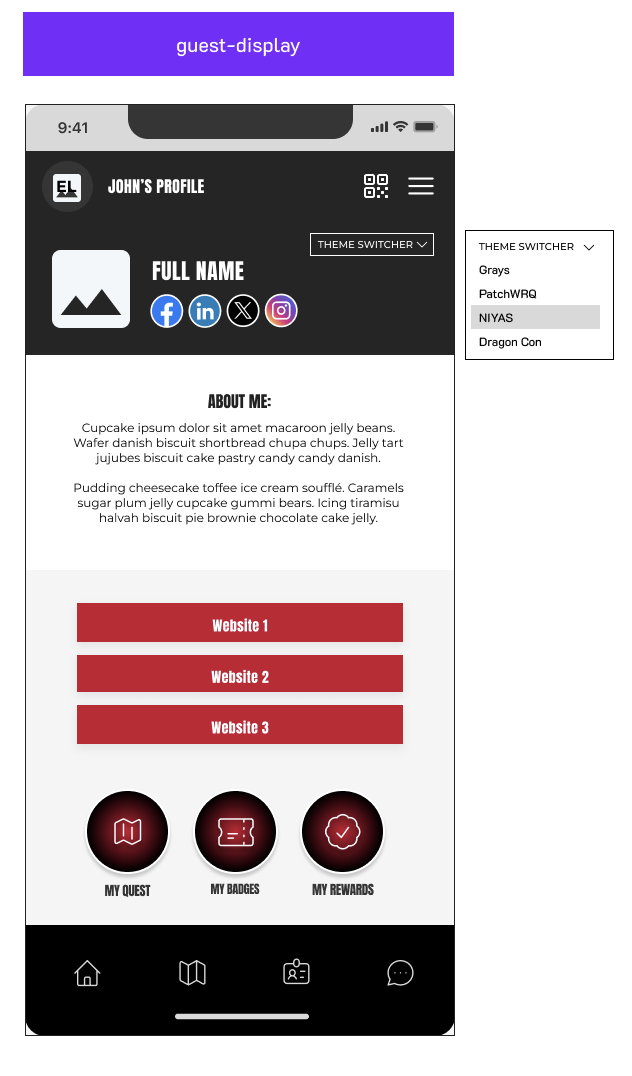 guest-display
9:41
EL
JOHN'S PROFILE
THEME SWITCHER
FULL NAME
f
in
X
THEME SWITCHER
Grays
PatchWRQ
NIYAS
Dragon Con
ABOUT ME:
Cupcake ipsum dolor sit amet macaroon jelly beans.
Wafer danish biscuit shortbread chupa chups. Jelly tart
jujubes biscuit cake pastry candy candy danish.
Pudding cheesecake toffee ice cream soufflé. Caramels
sugar plum jelly cupcake gummi bears. Icing tiramisu
halvah biscuit pie brownie chocolate cake jelly.
Website 1
Website 2
Website 3
MY QUEST
MY BADGES
MY REWARDS